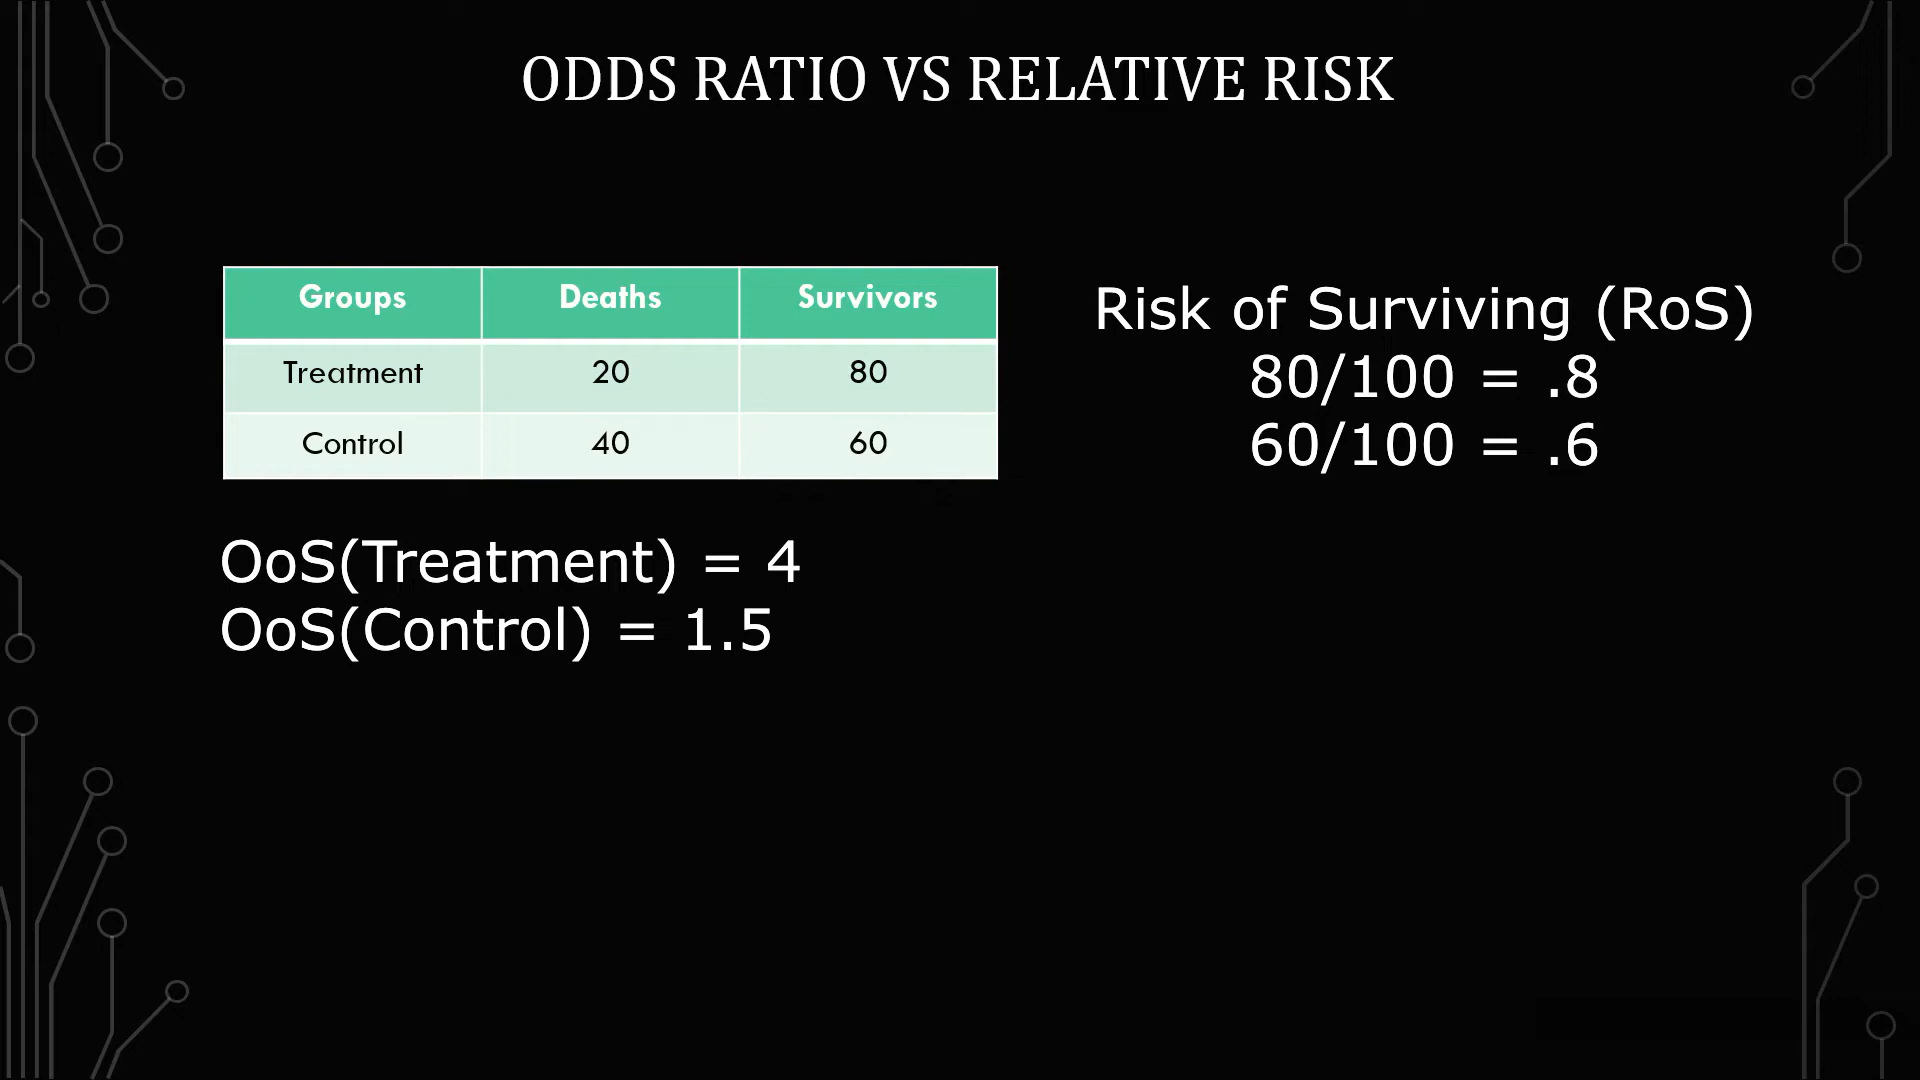 ODDS RATIO VS RELATIVE RISK
Groups Deaths Survivors
Treatment 20 80
Control 40 60
Risk of Surviving (RoS)
80/100 = .8
60/100 = .6
OoS(Treatment) = 4
OoS(Control) = 1.5